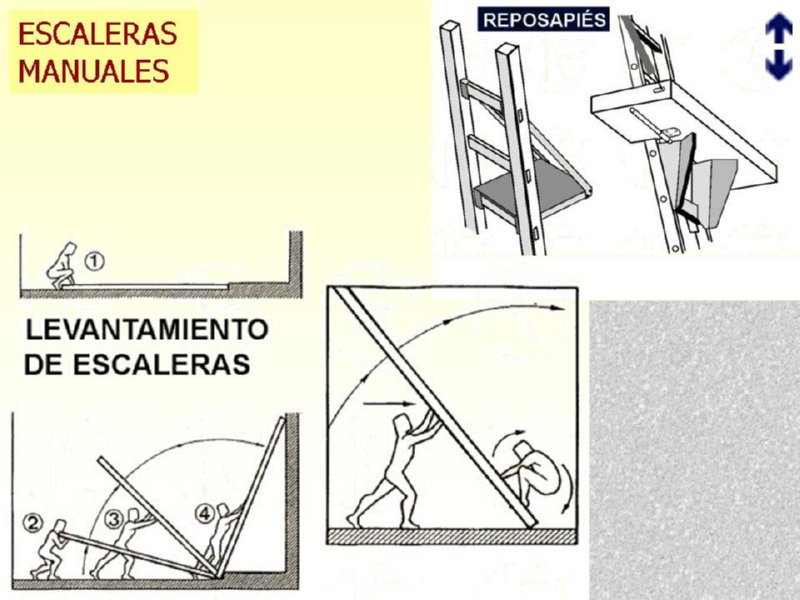 ESCALERAS
MANUALES
REPOSAPIÉS
1
LEVANTAMIENTO
DE ESCALERAS
2
3
4